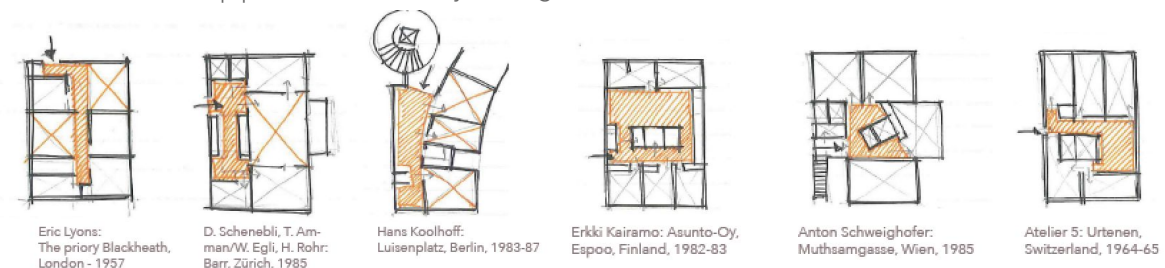 Eric Lyons:
The priory Blackheath,
London - 1957
D. Schenebli, T. Am-
man/W. Egli, H. Rohr:
Barr. Zürich. 1985
Hans Koolhoff:
Luisenplatz, Berlin, 1983-87
Erkki Kairamo: Asunto-Oy,
Espoo, Finland, 1982-83
Anton Schweighofer:
Muthsamgasse, Wien, 1985
Atelier 5: Urtenen,
Switzerland, 1964-65